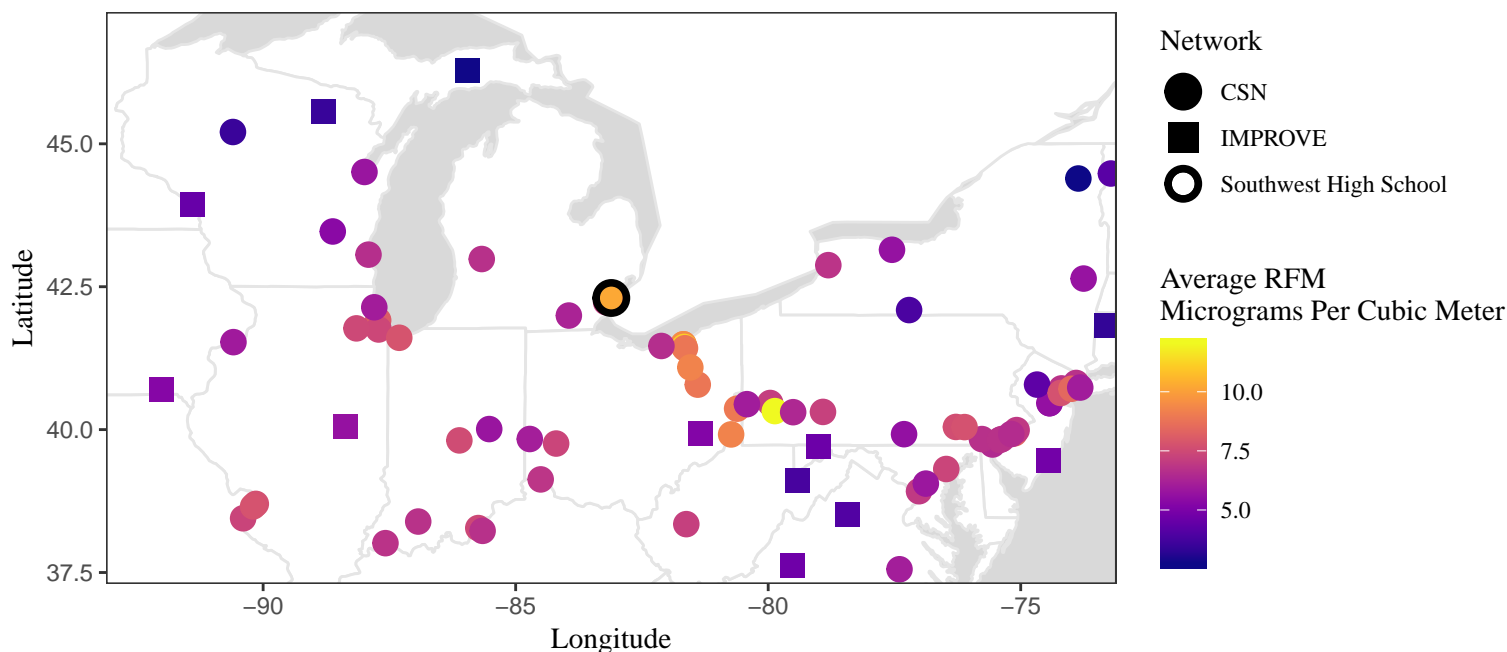 Network
CSN
IMPROVE
Southwest High School
Average RFM
Micrograms Per Cubic Meter
10.0
7.5
5.0
Latitude
45.0
42.5
40.0
37.5
−90
−85
−80
−75
Longitude